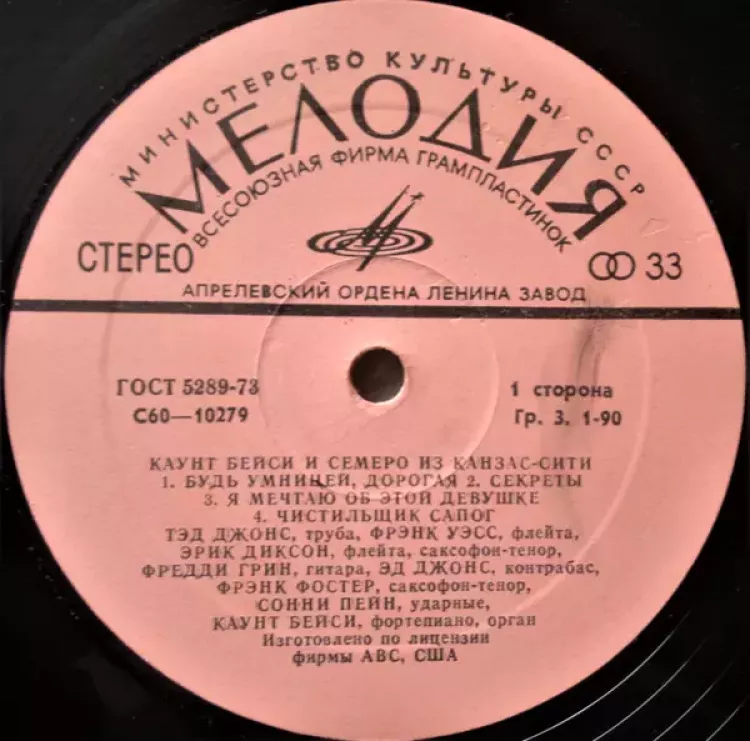 МИНИСТЕРСТВО КУЛЬТУРЫ СССР
МЕЛОДИЯ
ВСЕСОЮЗНАЯ ФИРМА ГРАМПЛАСТИНОК
СТЕРЕО
33
АПРЕЛЕВСКИЙ ОРДЕНА ЛЕНИНА ЗАВОД
ГОСТ 5289-73
1 сторона
С60—10279
Гр. 3. 1-90
КАУНТ БЕЙСИ И СЕМЕРО ИЗ КАНЗАС-СИТИ
1. БУДЬ УМНИЦЕЙ, ДОРОГАЯ 2. СЕКРЕТЫ
3. Я МЕЧТАЮ ОБ ЭТОЙ ДЕВУШКЕ
4. ЧИСТИЛЬЩИК САПОГ
ТЭД ДЖОНС, труба, ФРЭНК УЭСС, флейта,
ЭРИК ДИКСОН, флейта, саксофон-тенор,
ФРЕДДИ ГРИН, гитара, ЭД ДЖОНС, контрабас,
ФРЭНК ФОСТЕР, саксофон-тенор,
СОННИ ПЕЙН, ударные,
КАУНТ БЕЙСИ, фортепиано, орган
Изготовлено по лицензии
фирмы ABC, США